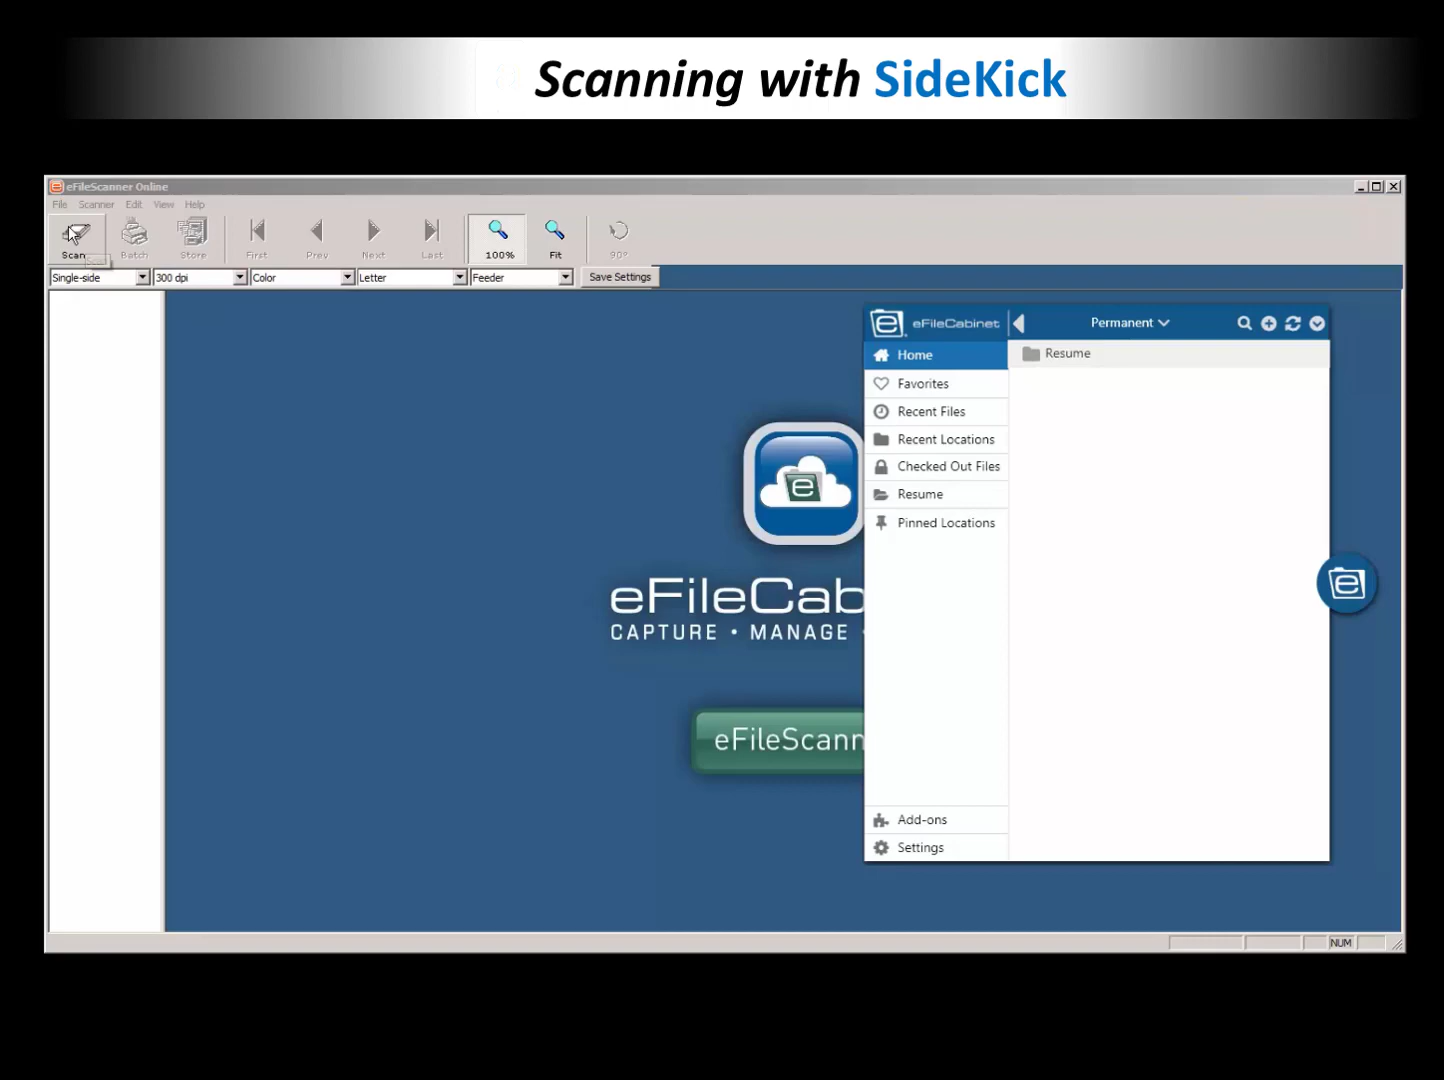 Scanning with SideKick
eFileScanner Online
File Scanner Edit View Help
Scan Batch Store First Prev Next Last 100% Fit 90°
Single-side 300 dpi Color Letter Feeder Save Settings
eFileCabinet Permanent
Home
Resume
Favorites
Recent Files
Recent Locations
Checked Out Files
Resume
Pinned Locations
e
eFileCab
CAPTURE • MANAGE •
eFileScann
Add-ons
Settings
NUM